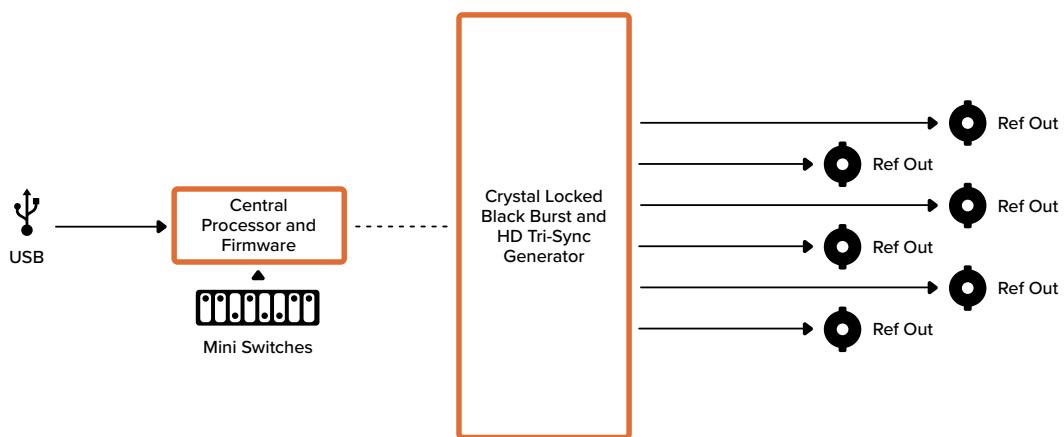 USB
Central
Processor and
Firmware
Mini Switches
Crystal Locked
Black Burst and
HD Tri-Sync
Generator
Ref Out
Ref Out
Ref Out
Ref Out
Ref Out
Ref Out